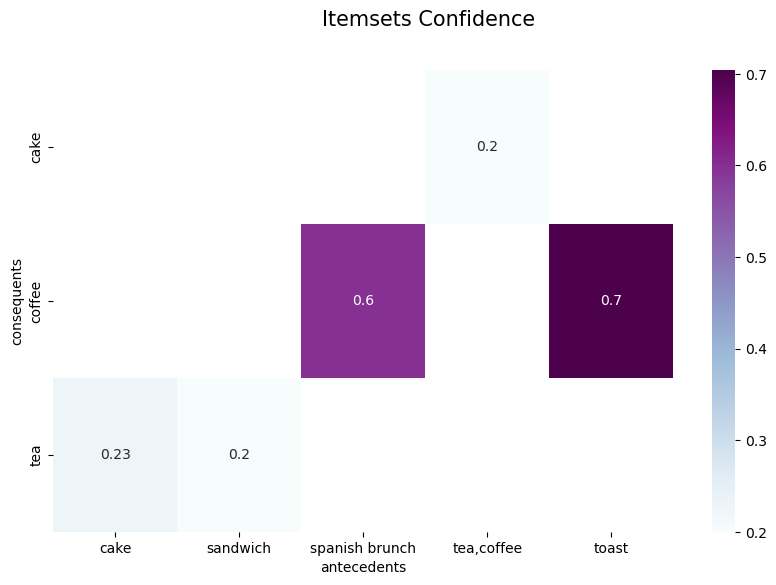 Itemsets Confidence
consequents
cake
coffee
tea
0.2
0.6
0.7
0.23
0.2
cake
sandwich
spanish brunch
tea,coffee
toast
antecedents
0.7
0.6
0.5
0.4
0.3
0.2